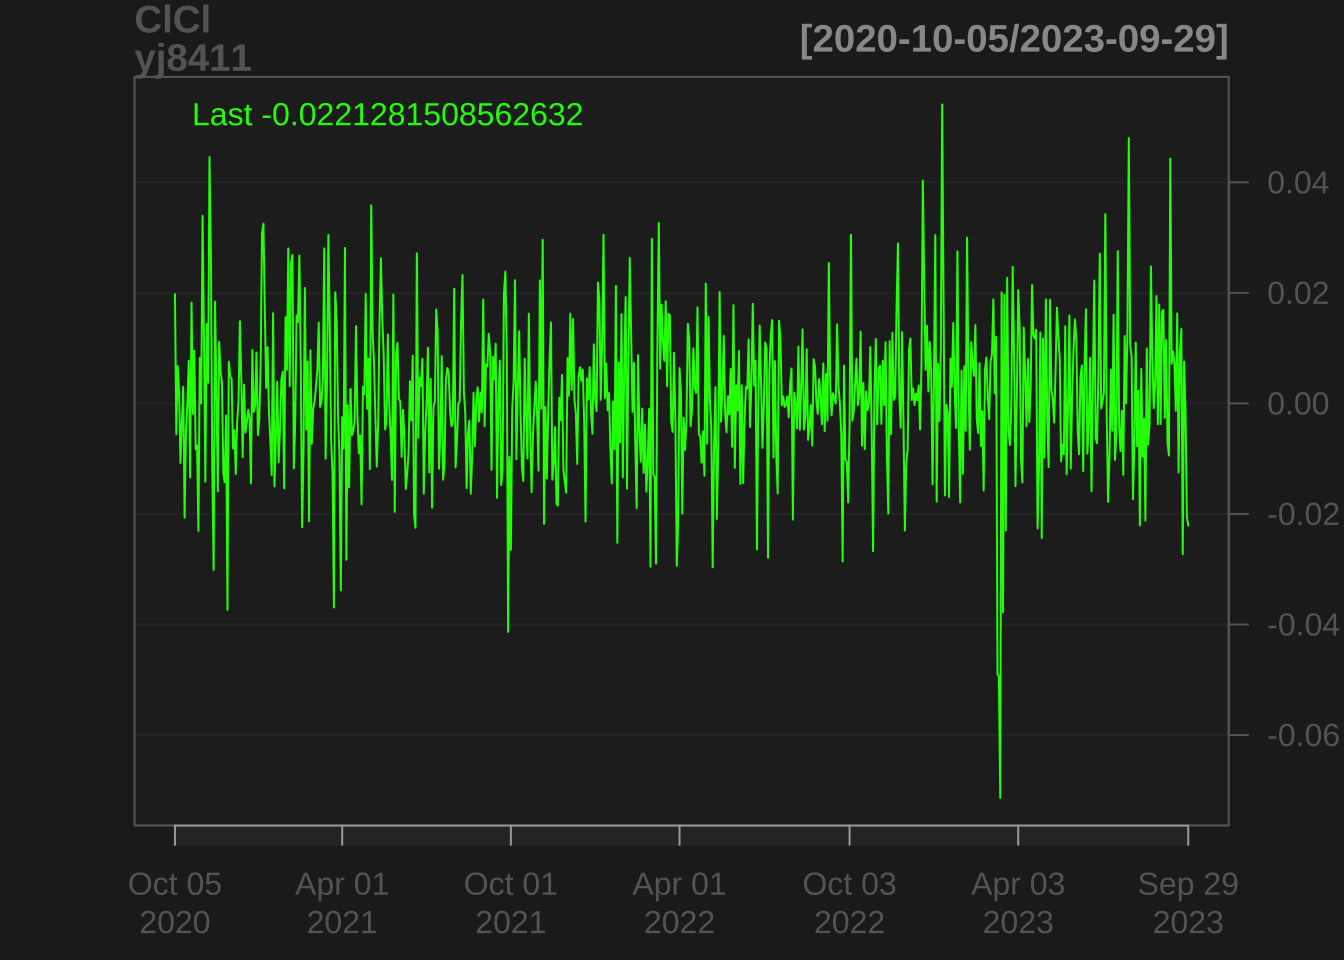 ClCl
yj8411
[2020-10-05/2023-09-29]
Last -0.0221281508562632
0.04
0.02
0.00
-0.02
-0.04
-0.06
Oct 05 2020
Apr 01 2021
Oct 01 2021
Apr 01 2022
Oct 03 2022
Apr 03 2023
Sep 29 2023